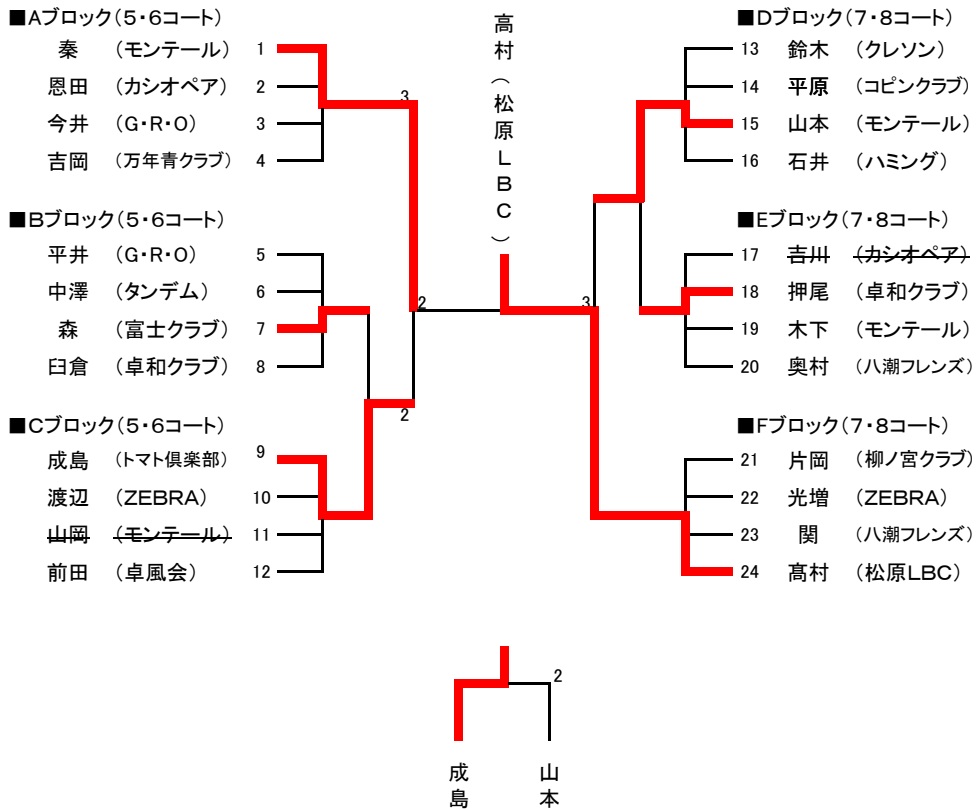 ■Aブロック(5・6コート)
秦 (モンテール) 1
恩田 (カシオペア) 2
今井 (G・R・O) 3
吉岡 (万年青クラブ) 4
3
■Bブロック(5・6コート)
平井 (G・R・O) 5
中澤 (タンデム) 6
森 (富士クラブ) 7
臼倉 (卓和クラブ) 8
2
2
■Cブロック(5・6コート)
成島 (トマト倶楽部) 9
渡辺 (ZEBRA) 10
山岡 (モンテール) 11
前田 (卓風会) 12
高村(松原LBC)
3
■Dブロック(7・8コート)
13 鈴木 (クレソン)
14 平原 (コピンクラブ)
15 山本 (モンテール)
16 石井 (ハミング)
■Eブロック(7・8コート)
17 吉川 (カシオペア)
18 押尾 (卓和クラブ)
19 木下 (モンテール)
20 奥村 (八潮フレンズ)
■Fブロック(7・8コート)
21 片岡 (柳ノ宮クラブ)
22 光増 (ZEBRA)
23 関 (八潮フレンズ)
24 髙村 (松原LBC)
2
成島
山本